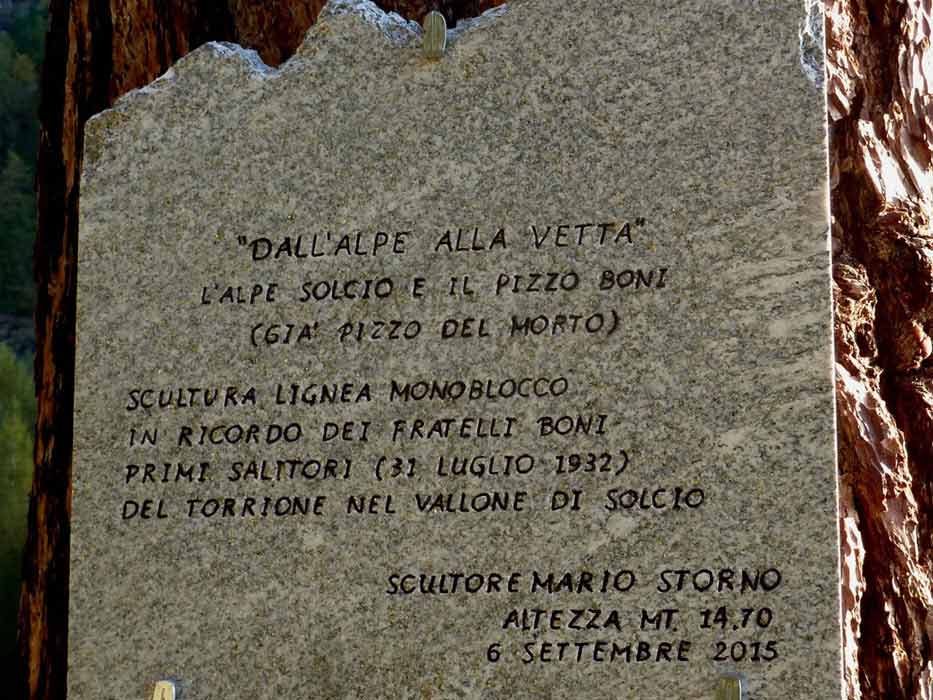 "DALL'ALPE ALLA VETTA"
L'ALPE SOLCIO E IL PIZZO BONI
(GIA' PIZZO DEL MORTO)
SCULTURA LIGNEA MONOBLOCCO
IN RICORDO DEI FRATELLI BONI
PRIMI SALITORI (31 LUGLIO 1932)
DEL TORRIONE NEL VALLONE DI SOLCIO
SCULTORE MARIO STORNO
ALTEZZA MT. 14.70
6 SETTEMBRE 2015